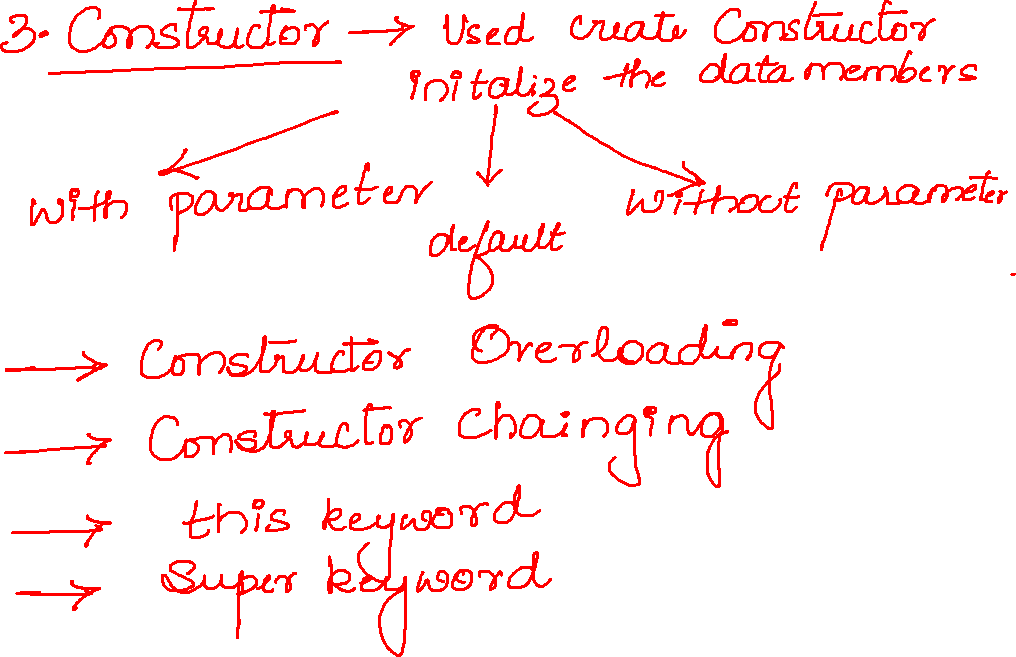 3. Constructor → Used create Constructor
initalize the data members
with parameter
default
without parameter
→ Constructor Overloading
→ Constructor Chainging
→ this keyword
→ Super keyword